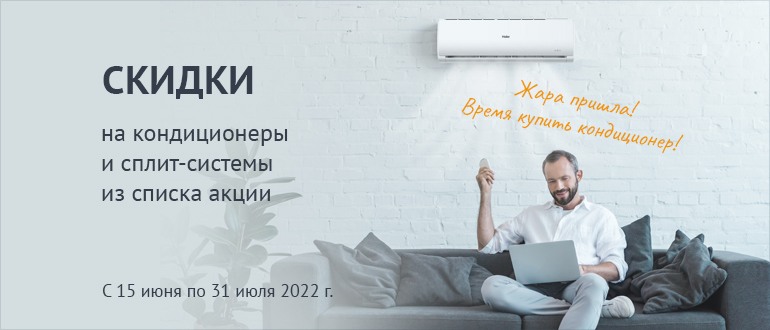 Haier
СКИДКИ
на кондиционеры
и сплит-системы
из списка акции
Жара пришла!
Время купить кондиционер!
С 15 июня по 31 июля 2022 г.